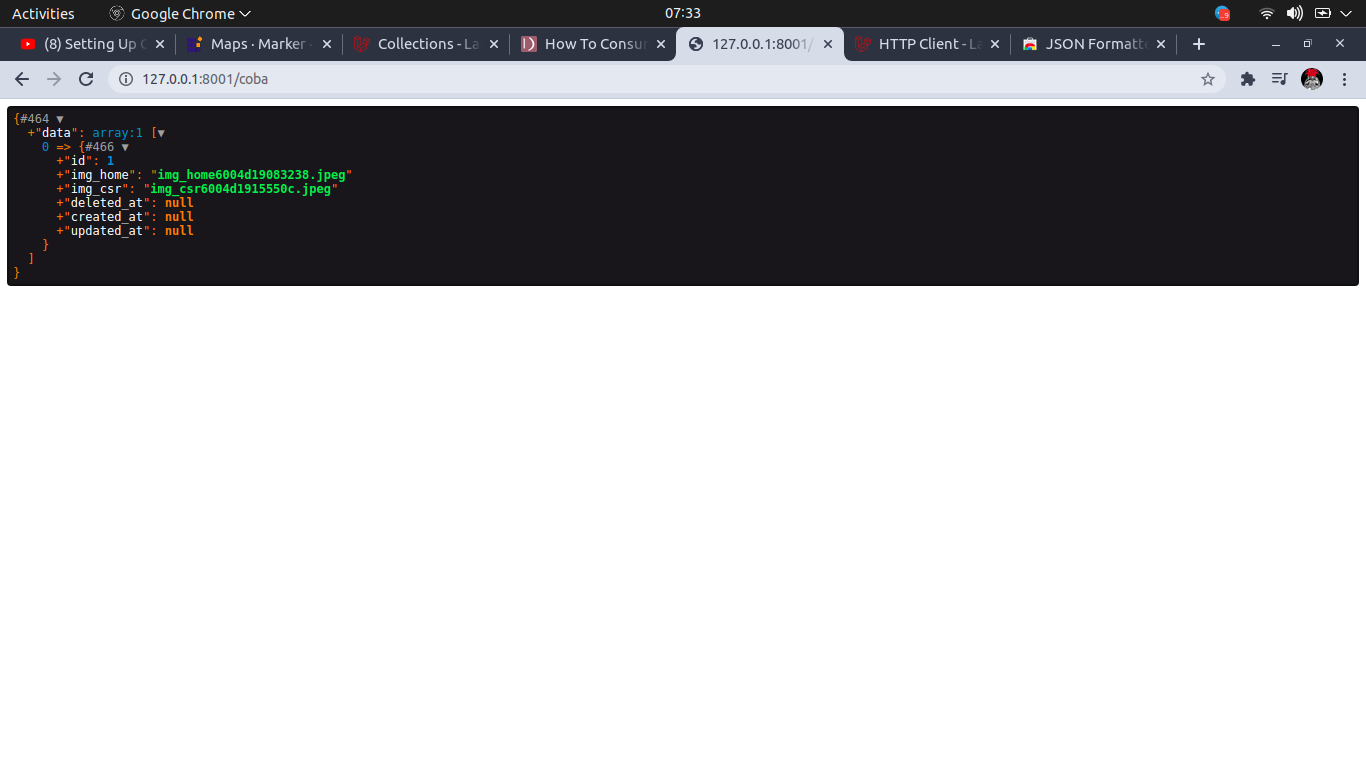 Activities
Google Chrome
07:33
(8) Setting Up
Maps · Marker
Collections - La
How To Consu
127.0.0.1:8001/
HTTP Client - La
JSON Formatte
127.0.0.1:8001/coba
{#464 ▼
+"data": array:1 [▼
0 => {#466 ▼
+"id": 1
+"img_home": "img_home6004d19083238.jpeg"
+"img_csr": "img_csr6004d1915550c.jpeg"
+"deleted_at": null
+"created_at": null
+"updated_at": null
}
]
}